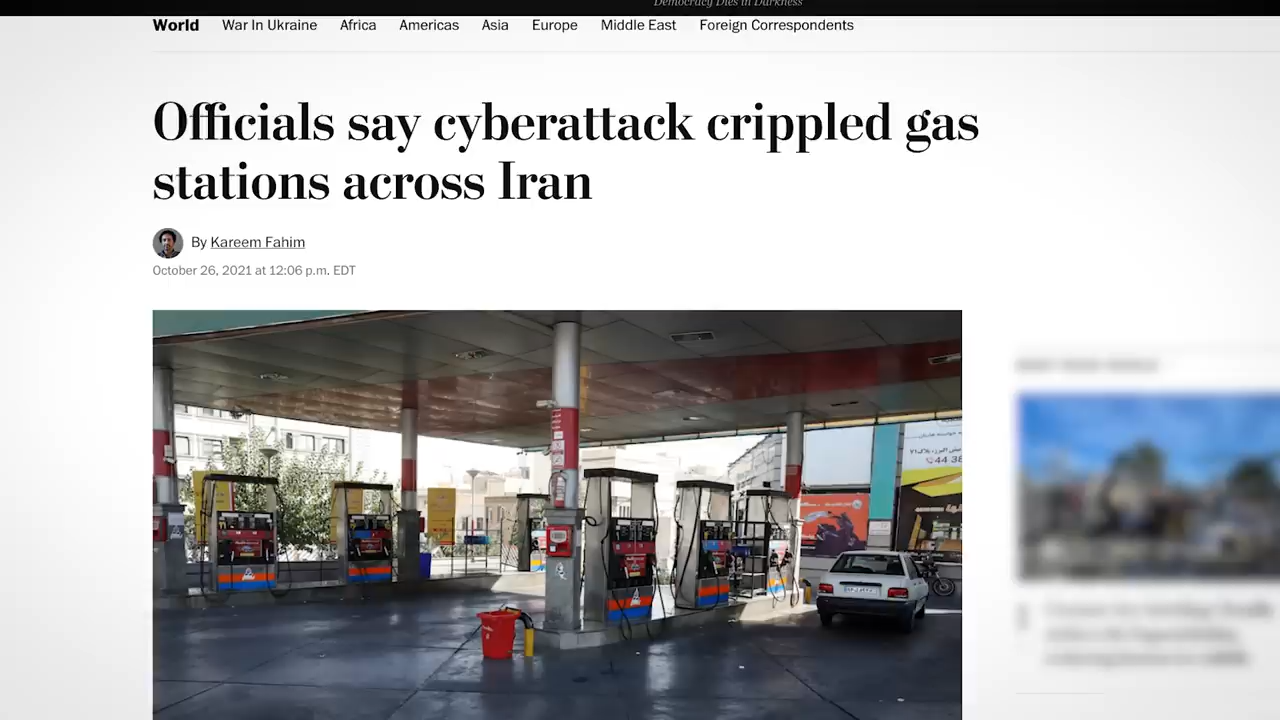 Democracy Dies in Darkness
World War In Ukraine Africa Americas Asia Europe Middle East Foreign Correspondents
Officials say cyberattack crippled gas
stations across Iran
By Kareem Fahim
October 26, 2021 at 12:06 p.m. EDT